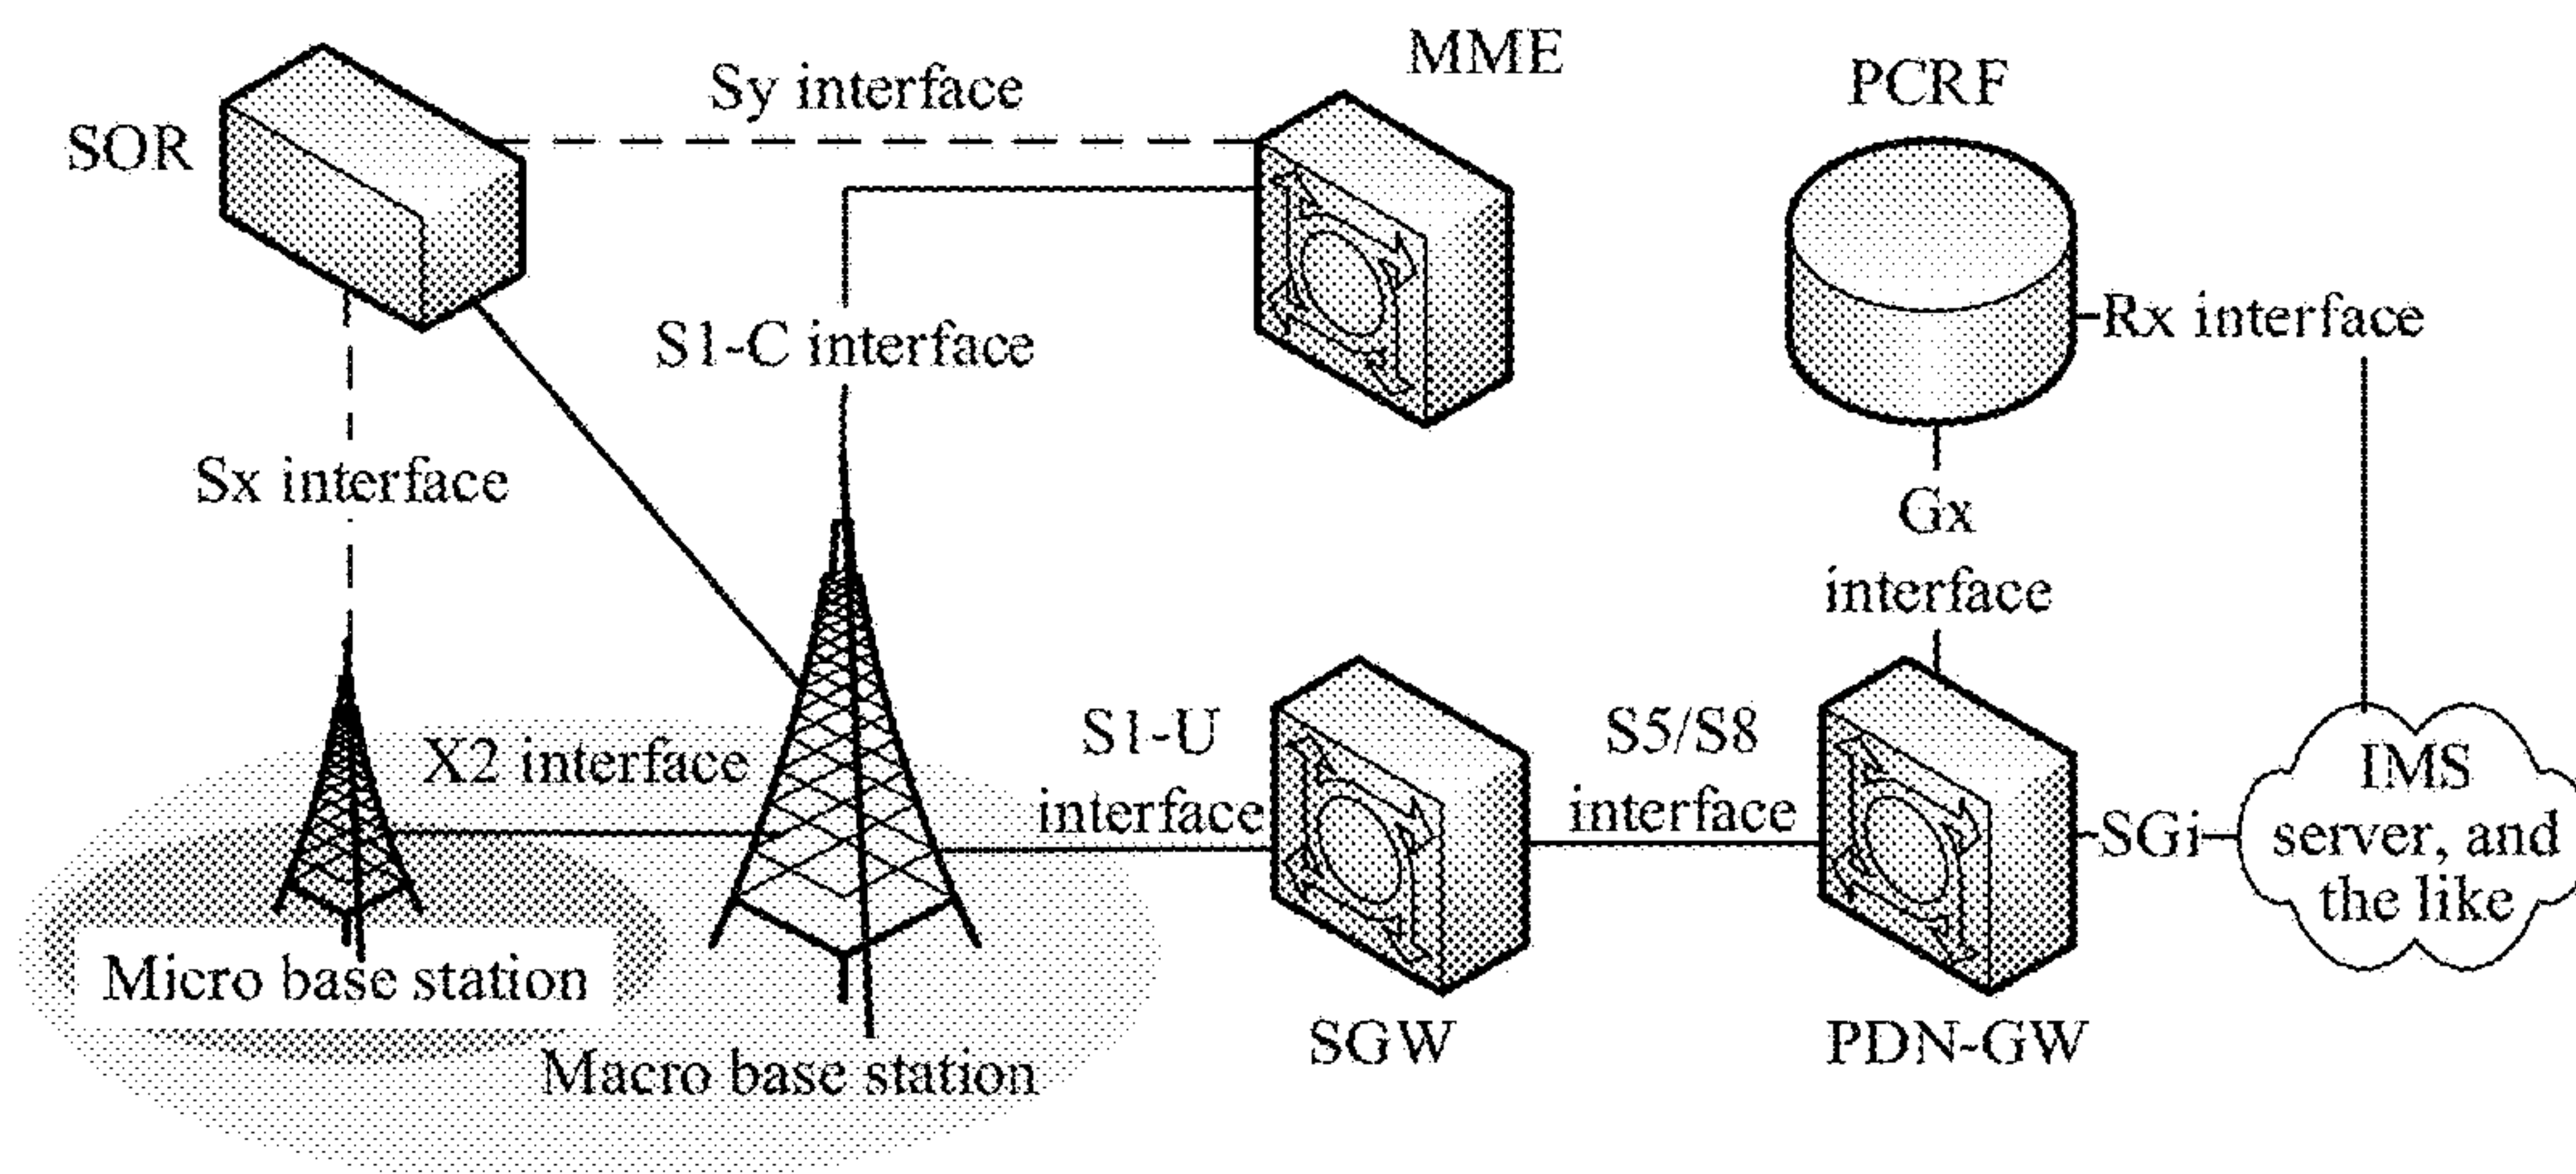 MME
PCRF
Sy interface
SOR
Rx interface
S1-C interface
Sx interface
Gx
interface
X2 interface
S1-U
interface
S5/S8
interface
SGi
IMS
server, and
the like
Micro base station
Macro base station
SGW
PDN-GW